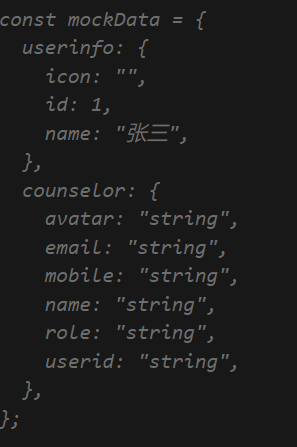 const mockData = {
  userinfo: {
    icon: "",
    id: 1,
    name: "张三",
  },
  counselor: {
    avatar: "string",
    email: "string",
    mobile: "string",
    name: "string",
    role: "string",
    userid: "string",
  },
};